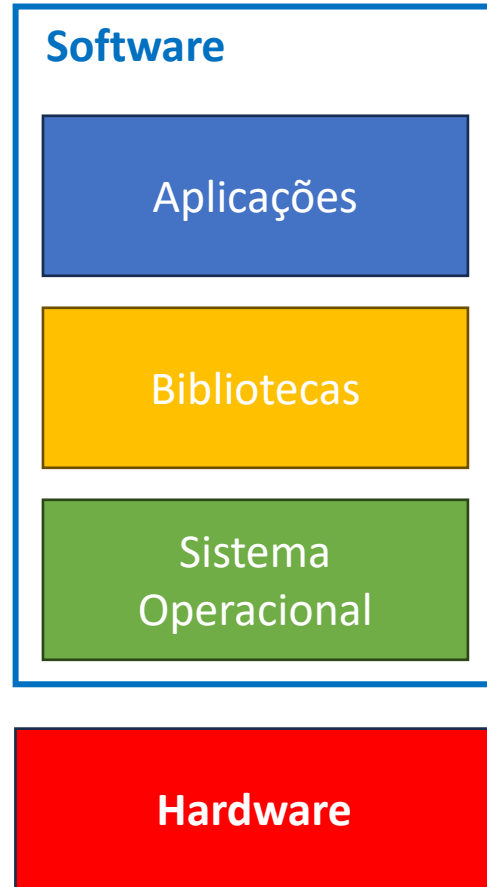 Software
Aplicações
Bibliotecas
Sistema
Operacional
Hardware